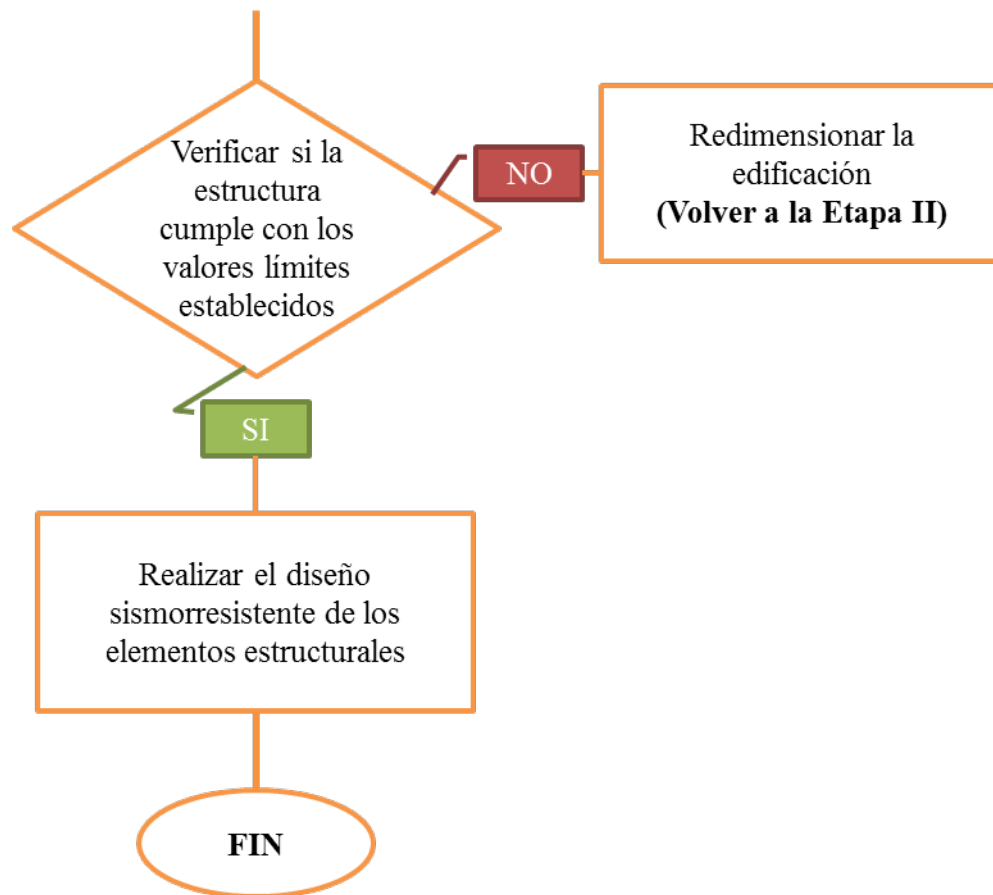 Verificar si la
estructura
cumple con los
valores límites
establecidos
NO
Redimensionar la
edificación
(Volver a la Etapa II)
SI
Realizar el diseño
sismorresistente de los
elementos estructurales
FIN